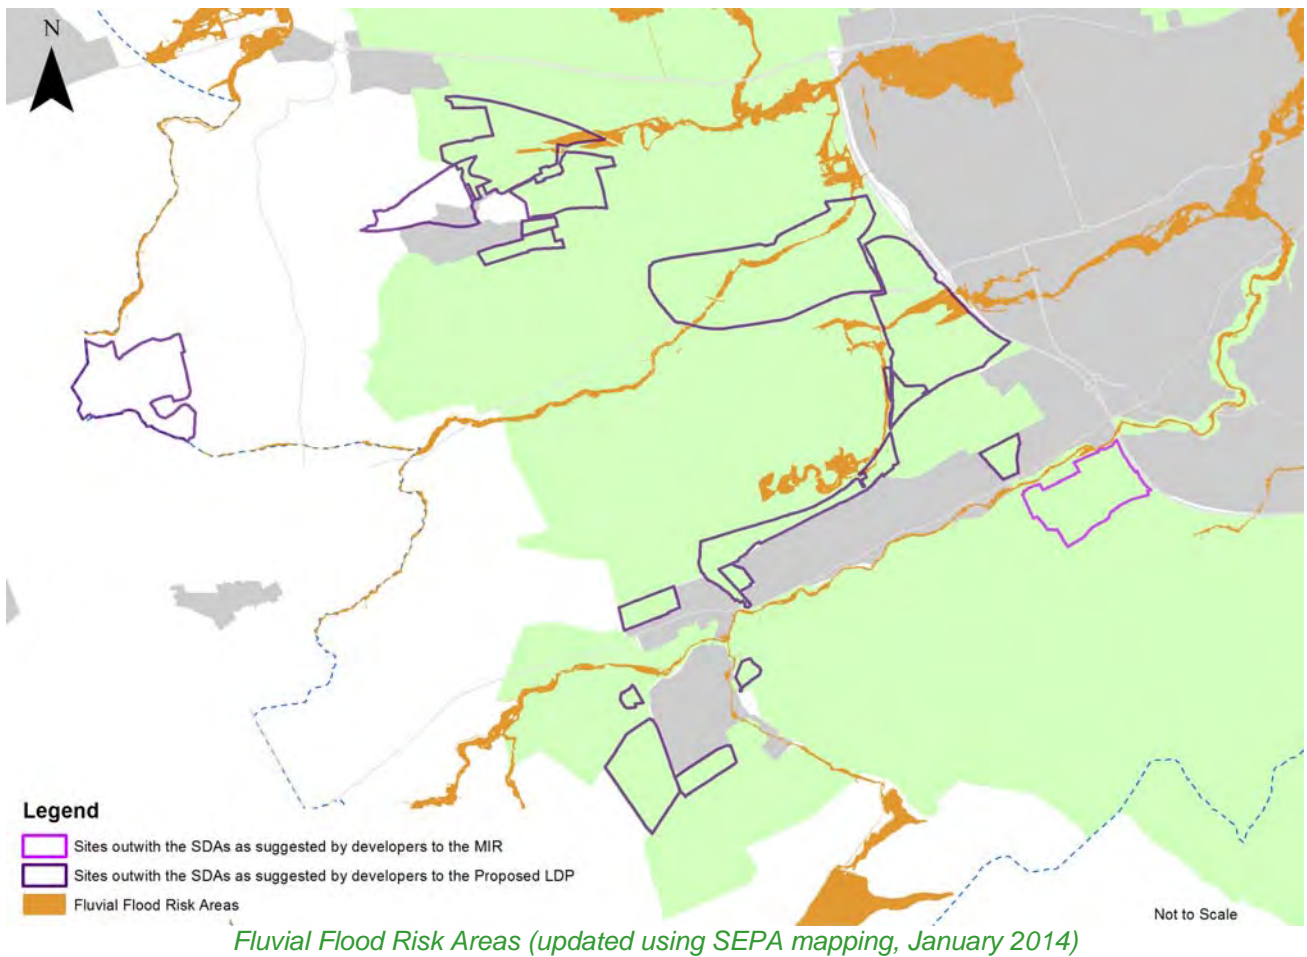 N
Legend
Sites outwith the SDAs as suggested by developers to the MIR
Sites outwith the SDAs as suggested by developers to the Proposed LDP
Fluvial Flood Risk Areas
Not to Scale
Fluvial Flood Risk Areas (updated using SEPA mapping, January 2014)